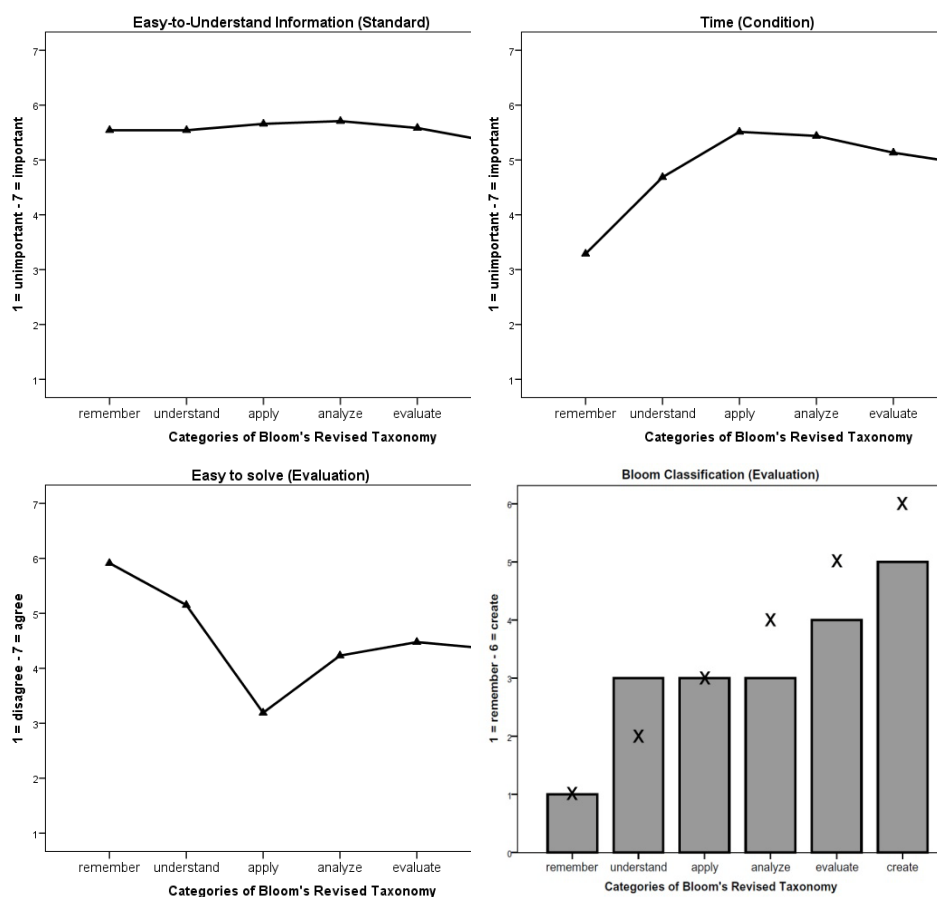 Easy-to-Understand Information (Standard)
1 = unimportant - 7 = important
7
6
5
4
3
2
1
remember understand apply analyze evaluate
Categories of Bloom's Revised Taxonomy
Time (Condition)
1 = unimportant - 7 = important
7
6
5
4
3
2
1
remember understand apply analyze evaluate
Categories of Bloom's Revised Taxonomy
Easy to solve (Evaluation)
1 = disagree - 7 = agree
7
6
5
4
3
2
1
remember understand apply analyze evaluate
Categories of Bloom's Revised Taxonomy
Bloom Classification (Evaluation)
1 = remember - 6 = create
6
5
4
3
2
1
0
X X X X X X
remember understand apply analyze evaluate create
Categories of Bloom's Revised Taxonomy